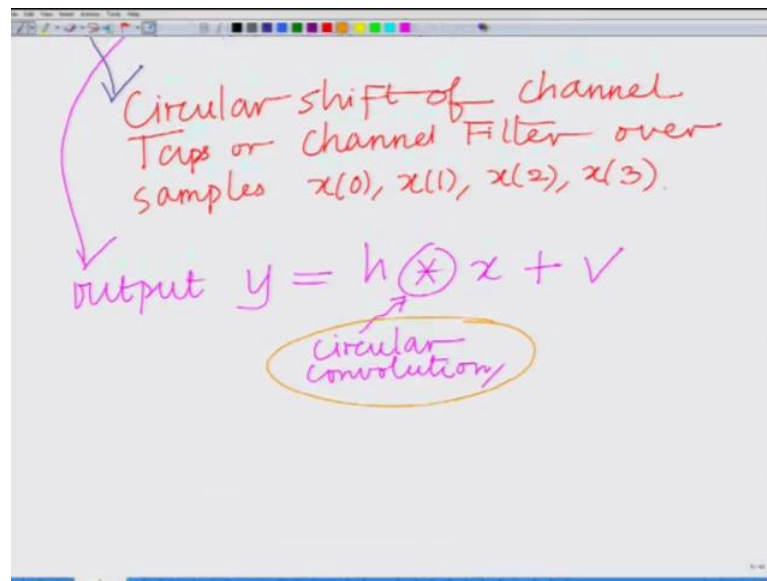 Circular shift of channel
Taps or Channel Filter over
samples x(0), x(1), x(2), x(3).
output y = h ⊛ x + v
circular
convolution